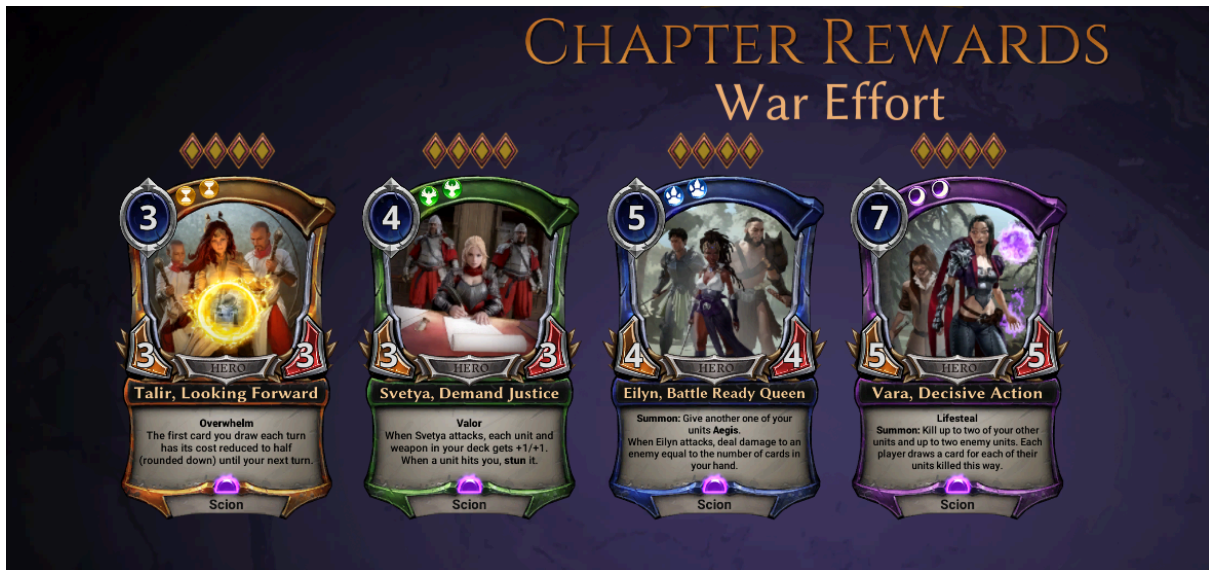 CHAPTER REWARDS
War Effort
3
3
HERO
3
Talir, Looking Forward
Overwhelm
The first card you draw each turn
has its cost reduced to half
(rounded down) until your next turn.
Scion
4
3
HERO
3
Svetya, Demand Justice
Valor
When Svetya attacks, each unit and
weapon in your deck gets +1/+1.
When a unit hits you, stun it.
Scion
5
4
HERO
4
Eilyn, Battle Ready Queen
Summon: Give another one of your
units Aegis.
When Eilyn attacks, deal damage to an
enemy equal to the number of cards in
your hand.
Scion
7
5
HERO
5
Vara, Decisive Action
Lifesteal
Summon: Kill up to two of your other
units and up to two enemy units. Each
player draws a card for each of their
units killed this way.
Scion